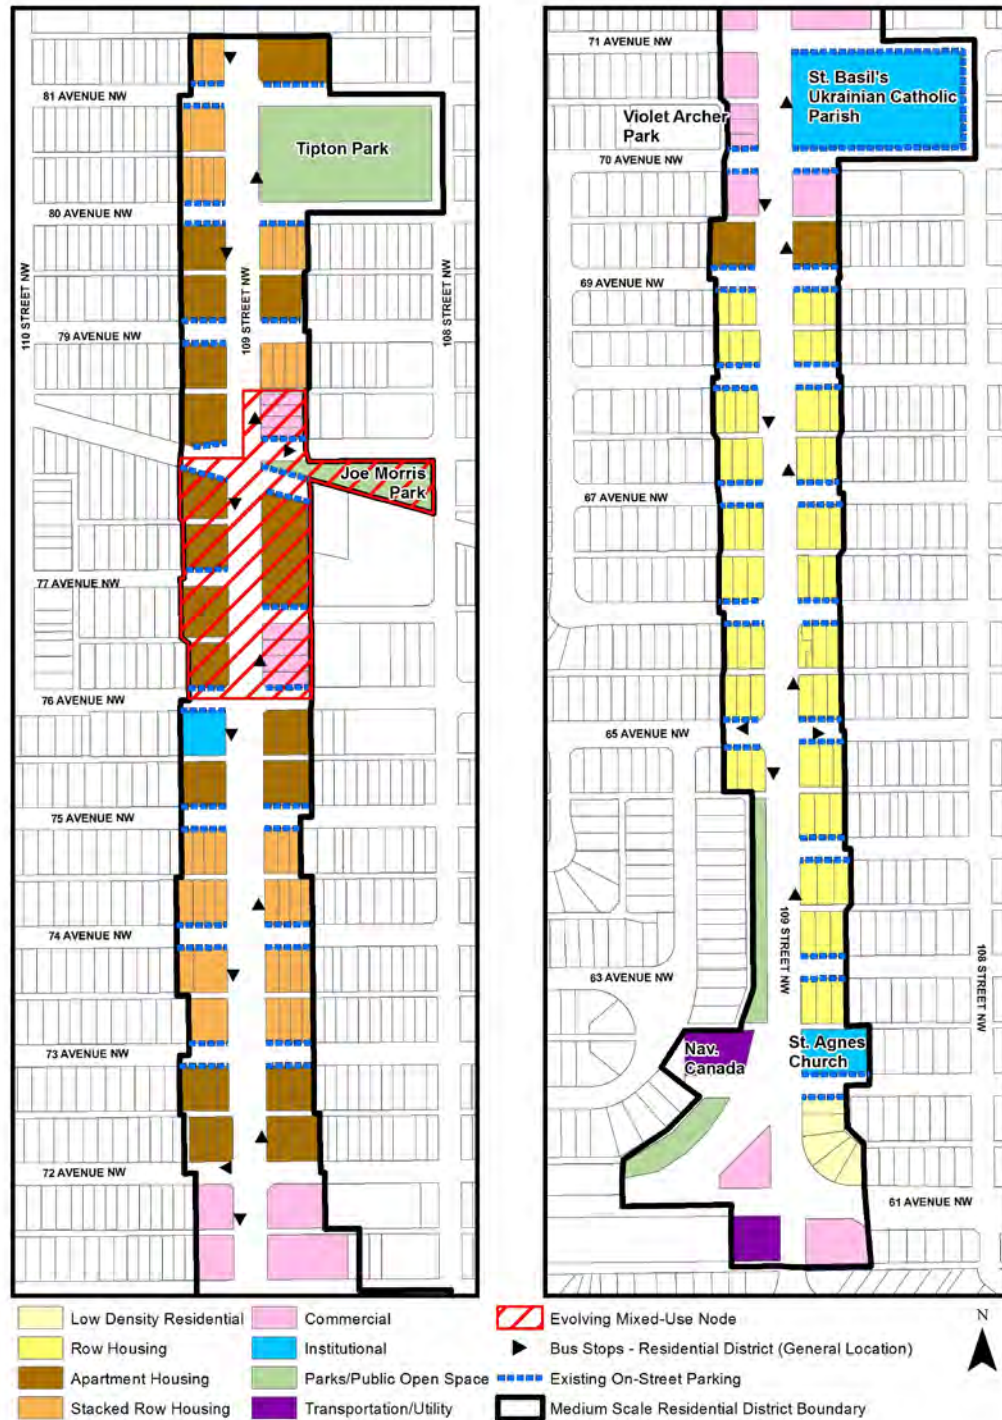 81 AVENUE NW
Tipton Park
80 AVENUE NW
110 STREET NW
109 STREET NW
108 STREET NW
79 AVENUE NW
Joe Morris
Park
77 AVENUE NW
76 AVENUE NW
75 AVENUE NW
74 AVENUE NW
73 AVENUE NW
72 AVENUE NW
71 AVENUE NW
St. Basil's
Ukrainian Catholic
Parish
Violet Archer
Park
70 AVENUE NW
69 AVENUE NW
67 AVENUE NW
65 AVENUE NW
109 STREET NW
108 STREET NW
63 AVENUE NW
Nav.
Canada
St. Agnes
Church
61 AVENUE NW
Low Density Residential
Row Housing
Apartment Housing
Stacked Row Housing
Commercial
Institutional
Parks/Public Open Space
Transportation/Utility
Evolving Mixed-Use Node
Bus Stops - Residential District (General Location)
Existing On-Street Parking
Medium Scale Residential District Boundary
N